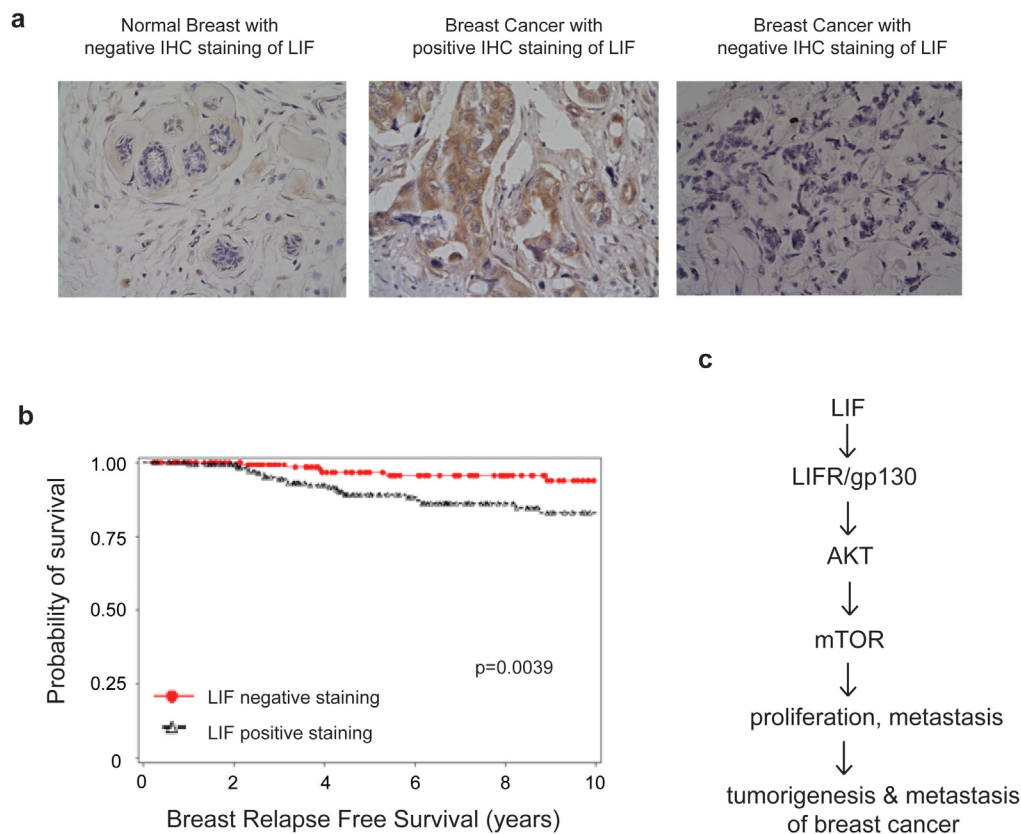 a
Normal Breast with
negative IHC staining of LIF
Breast Cancer with
positive IHC staining of LIF
Breast Cancer with
negative IHC staining of LIF
b
1.00
0.75
0.50
0.25
0
Probability of survival
p=0.0039
LIF negative staining
LIF positive staining
0 2 4 6 8 10
Breast Relapse Free Survival (years)
c
LIF
LIFR/gp130
AKT
mTOR
proliferation, metastasis
tumorigenesis & metastasis
of breast cancer